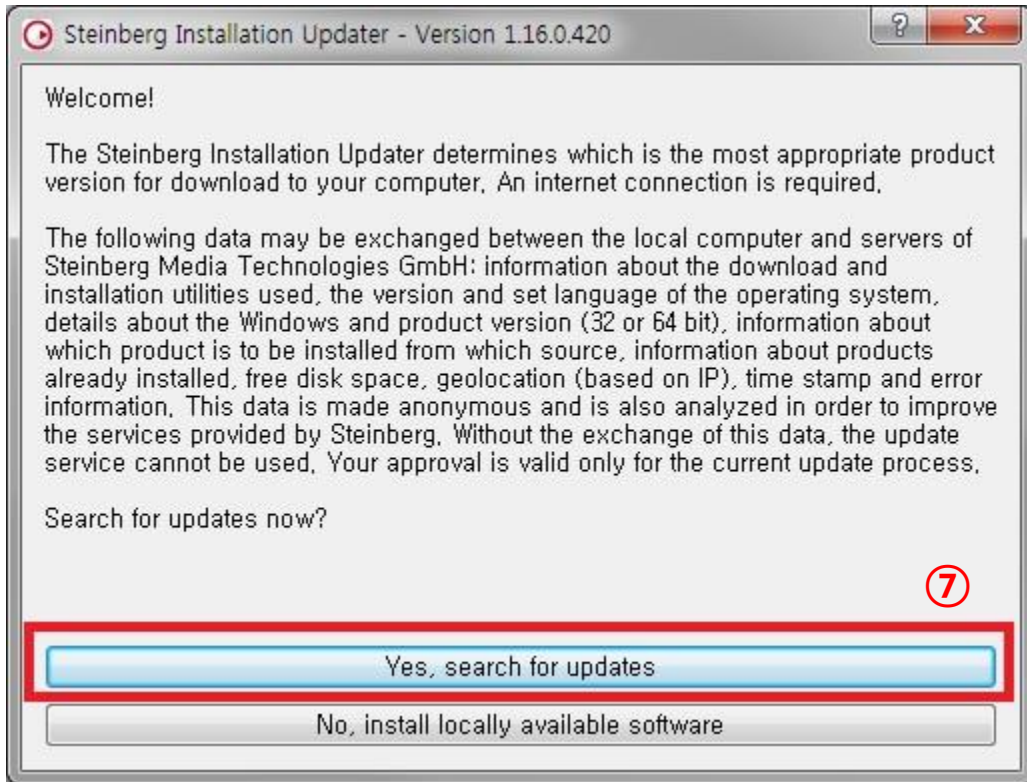 Steinberg Installation Updater - Version 1.16.0.420
Welcome!
The Steinberg Installation Updater determines which is the most appropriate product
version for download to your computer. An internet connection is required.
The following data may be exchanged between the local computer and servers of
Steinberg Media Technologies GmbH: information about the download and
installation utilities used, the version and set language of the operating system,
details about the Windows and product version (32 or 64 bit), information about
which product is to be installed from which source, information about products
already installed, free disk space, geolocation (based on IP), time stamp and error
information. This data is made anonymous and is also analyzed in order to improve
the services provided by Steinberg. Without the exchange of this data, the update
service cannot be used. Your approval is valid only for the current update process.
Search for updates now?
⑦
Yes, search for updates
No, install locally available software